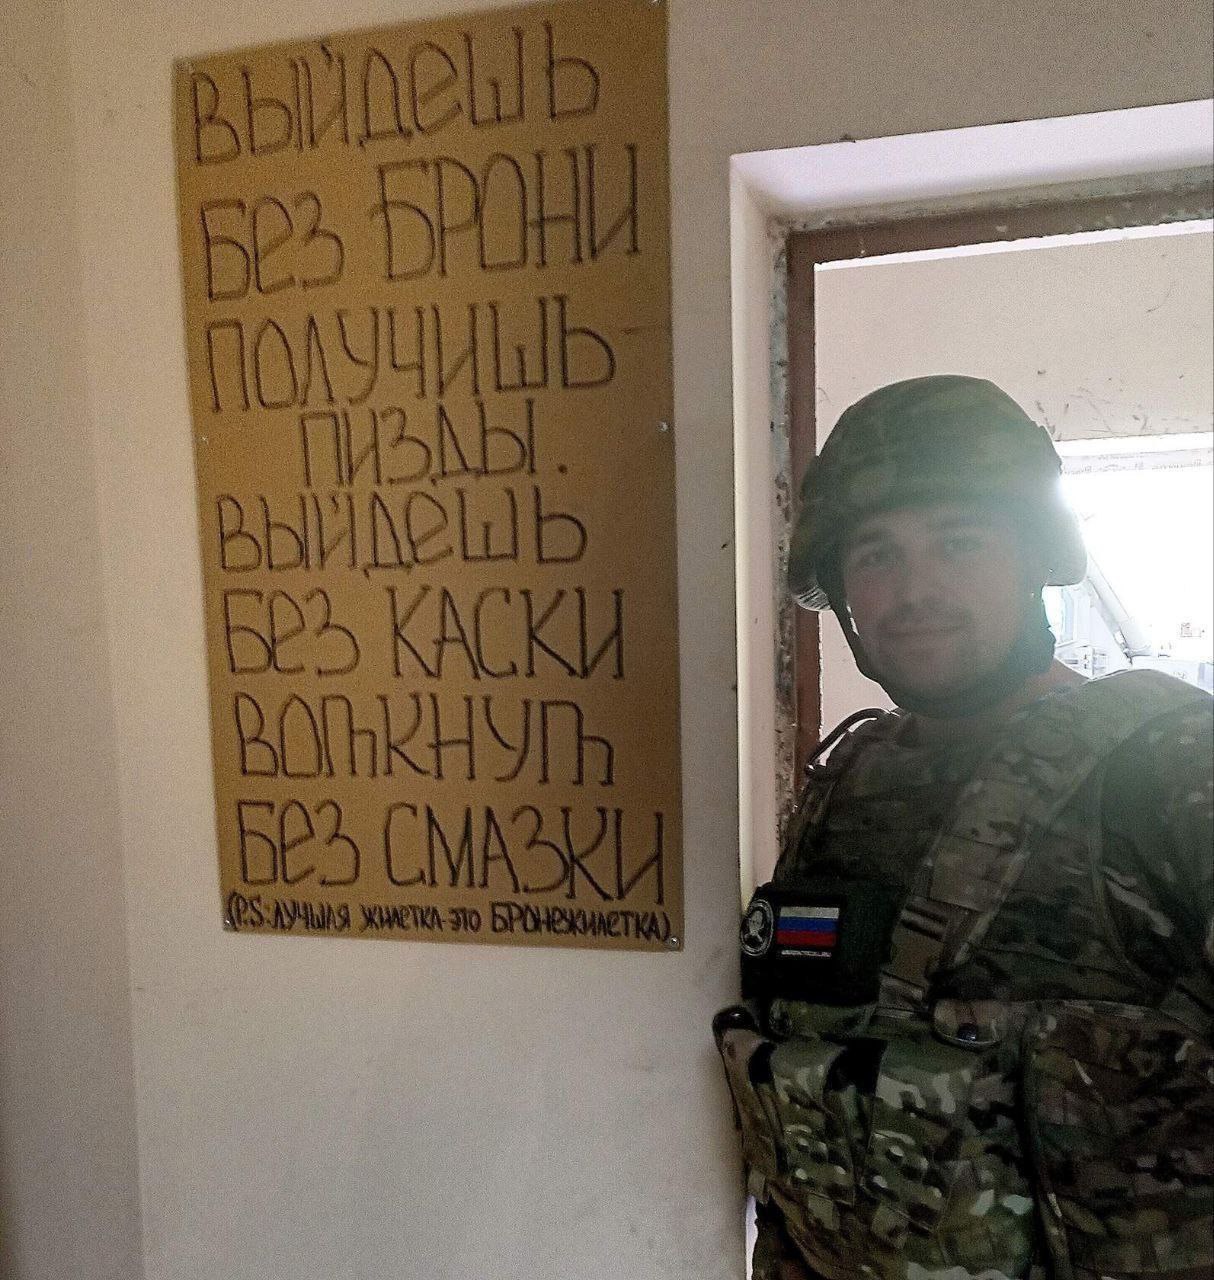 ВЫЙДЕШЬ
БЕЗ БРОНИ
ПОЛУЧИШЬ
ПИЗДЫ.
ВЫЙДЕШЬ
БЕЗ КАСКИ
ВОТКНУТ
БЕЗ СМАЗКИ
(P.S: ЛУЧШАЯ ЖИЛЕТКА-ЭТО БРОНЕЖИЛЕТКА)